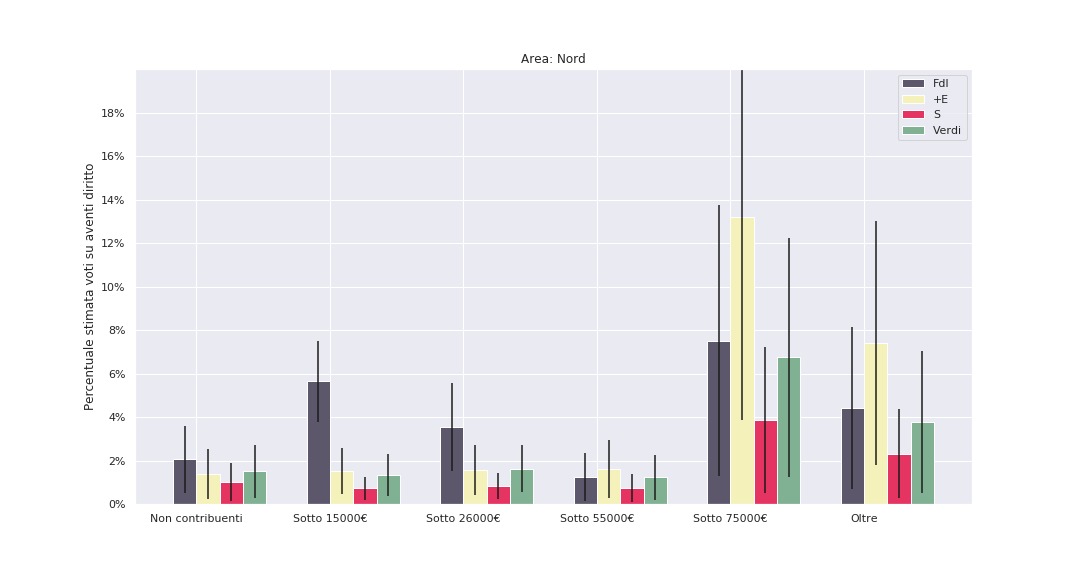 Area: Nord
Percentuale stimata voti su aventi diritto
18%
16%
14%
12%
10%
8%
6%
4%
2%
0%
FdI
+E
S
Verdi
Non contribuenti
Sotto 15000€
Sotto 26000€
Sotto 55000€
Sotto 75000€
Oltre